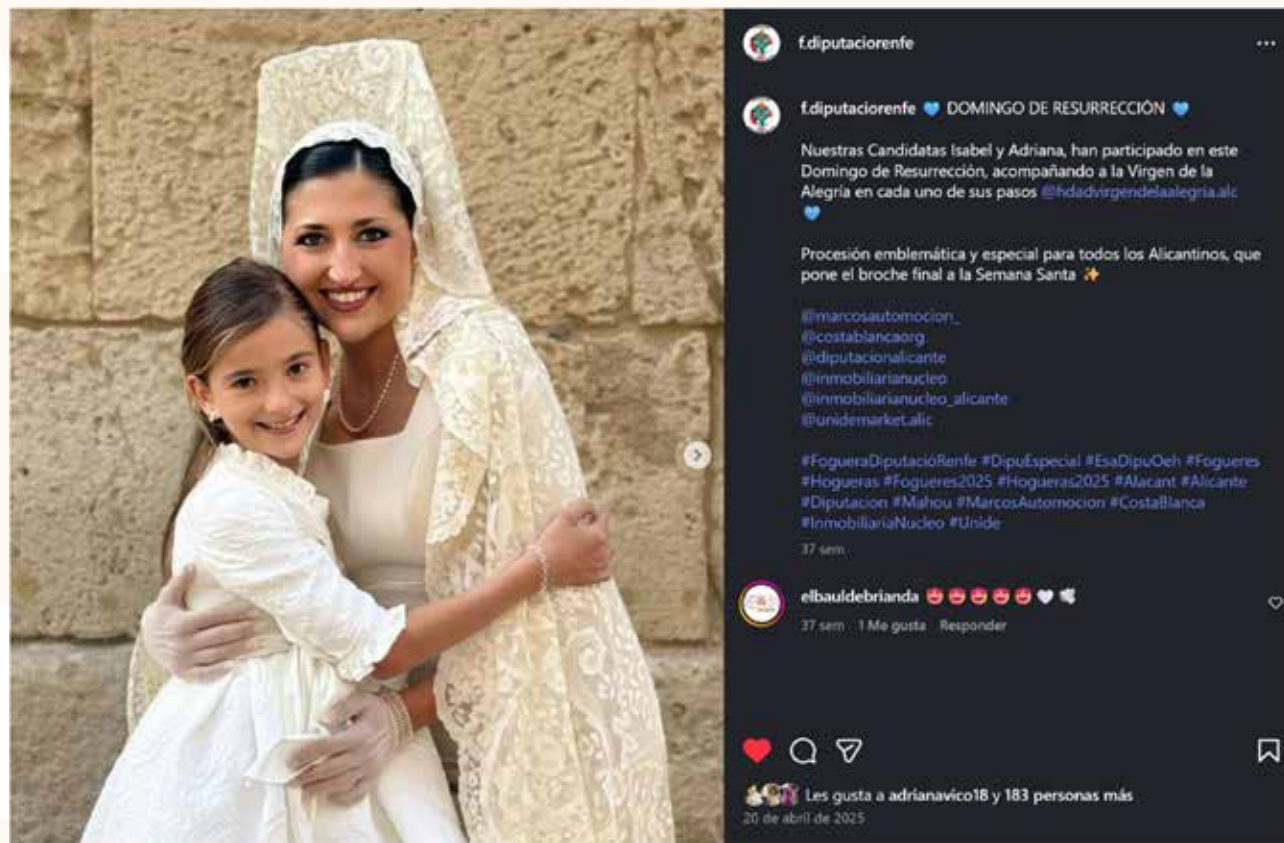 f.diputaciorenfe
f.diputaciorenfe 💙 DOMINGO DE RESURRECCIÓN 💙
Nuestras Candidatas Isabel y Adriana, han participado en este
Domingo de Resurrección, acompañando a la Virgen de la
Alegría en cada uno de sus pasos @hdadvirgendelaalegria.alc
💙
Procesión emblemática y especial para todos los Alicantinos, que
pone el broche final a la Semana Santa ✨
@marcosautomocion_
@costablancaorg
@diputacionalicante
@inmobiliarianucleo
@inmobiliarianucleo_alicante
@unidemarket.alic
#FogueraDiputacióRenfe #DipuEspecial #EsaDipuOeh #Fogueres
#Hogueras #Fogueres2025 #Hogueras2025 #Alacant #Alicante
#Diputacion #Mahou #MarcosAutomocion #CostaBlanca
#InmobiliariaNucleo #Unide
37 sem
elbauldebrianda 😍😍😍😍😍🤍🕊
37 sem 1 Me gusta Responder
Les gusta a adrianavico18 y 183 personas más
20 de abril de 2025